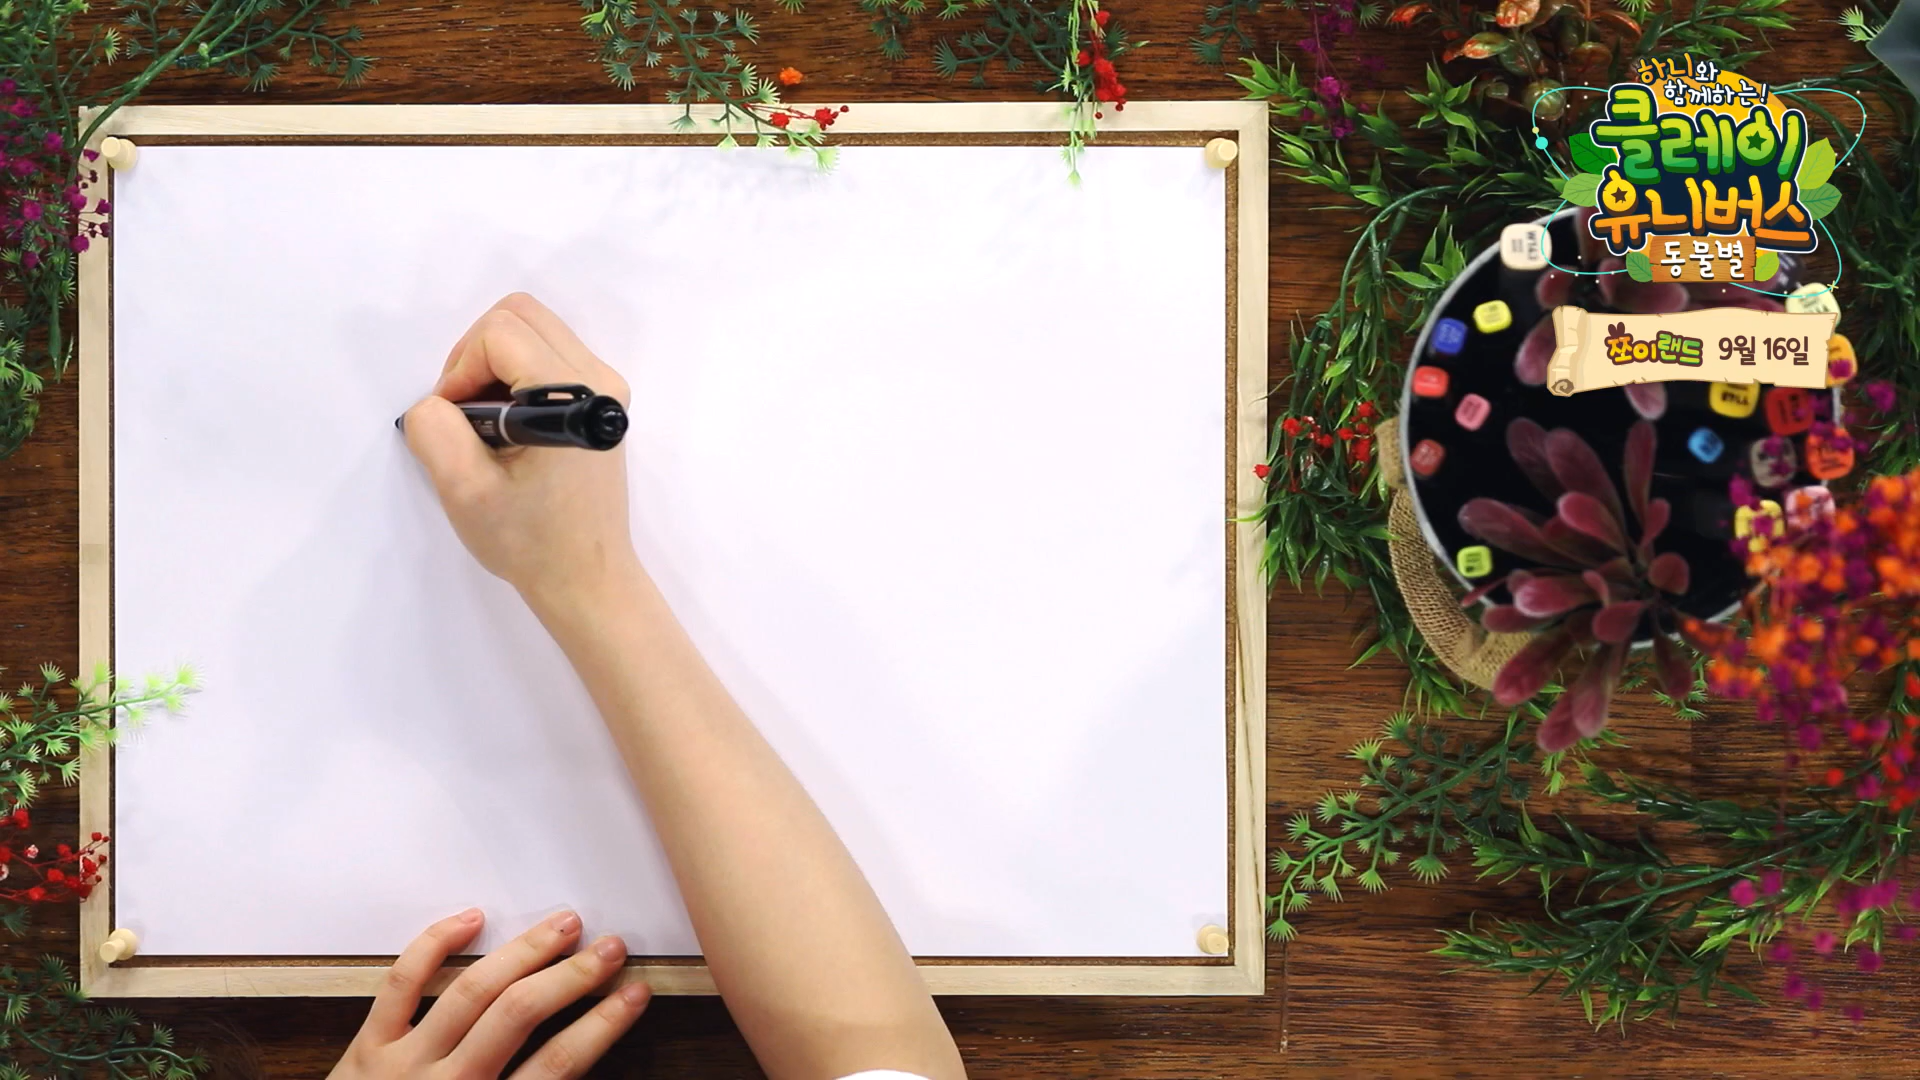 하니와
함께하는!
클레이
유니버스
동물별
쪼이랜드 9월 16일